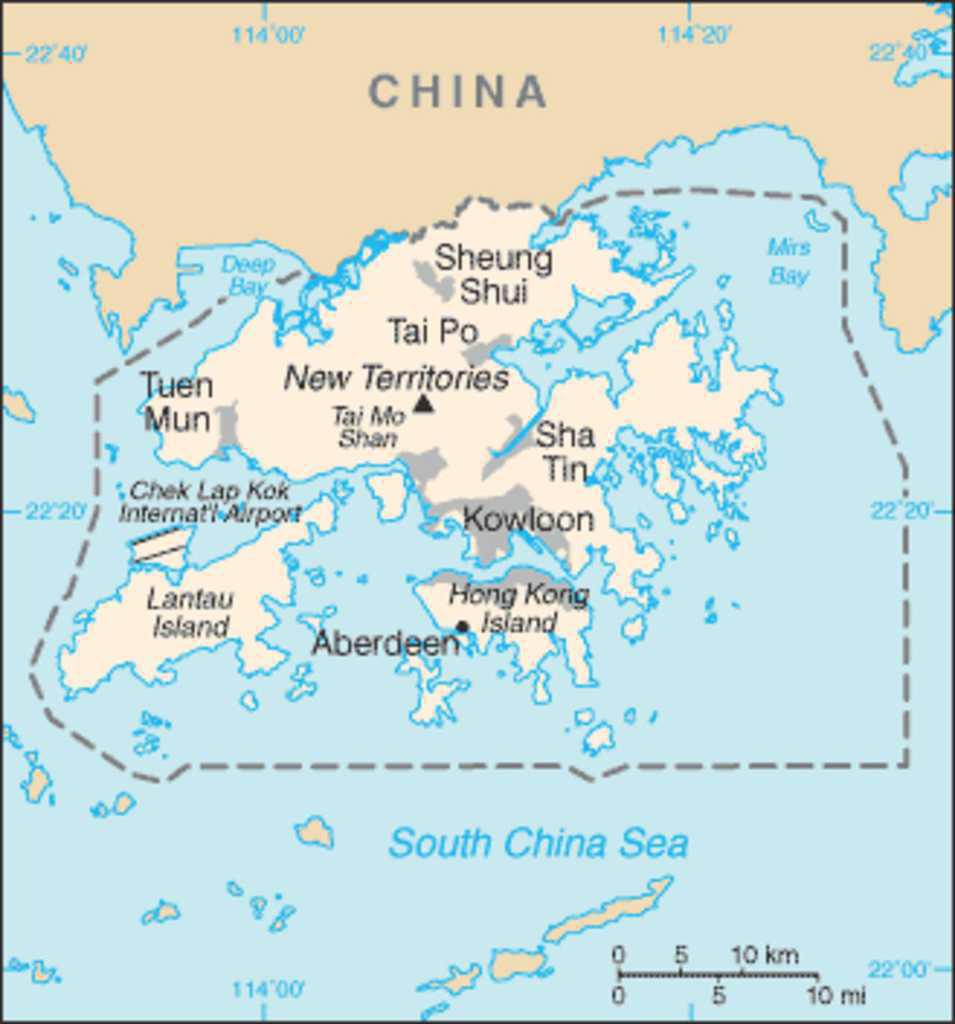 114°00'
114°20'
22°40'
22°40'
CHINA
Deep
Bay
Mirs
Bay
Sheung
Shui
Tai Po
New Territories
Tuen
Mun
Tai Mo
Shan
Sha
Tin
Chek Lap Kok
Internat'l Airport
22°20'
22°20'
Kowloon
Lantau
Island
Hong Kong
Island
Aberdeen
South China Sea
0 5 10 km
0 5 10 mi
22°00'
114°00'